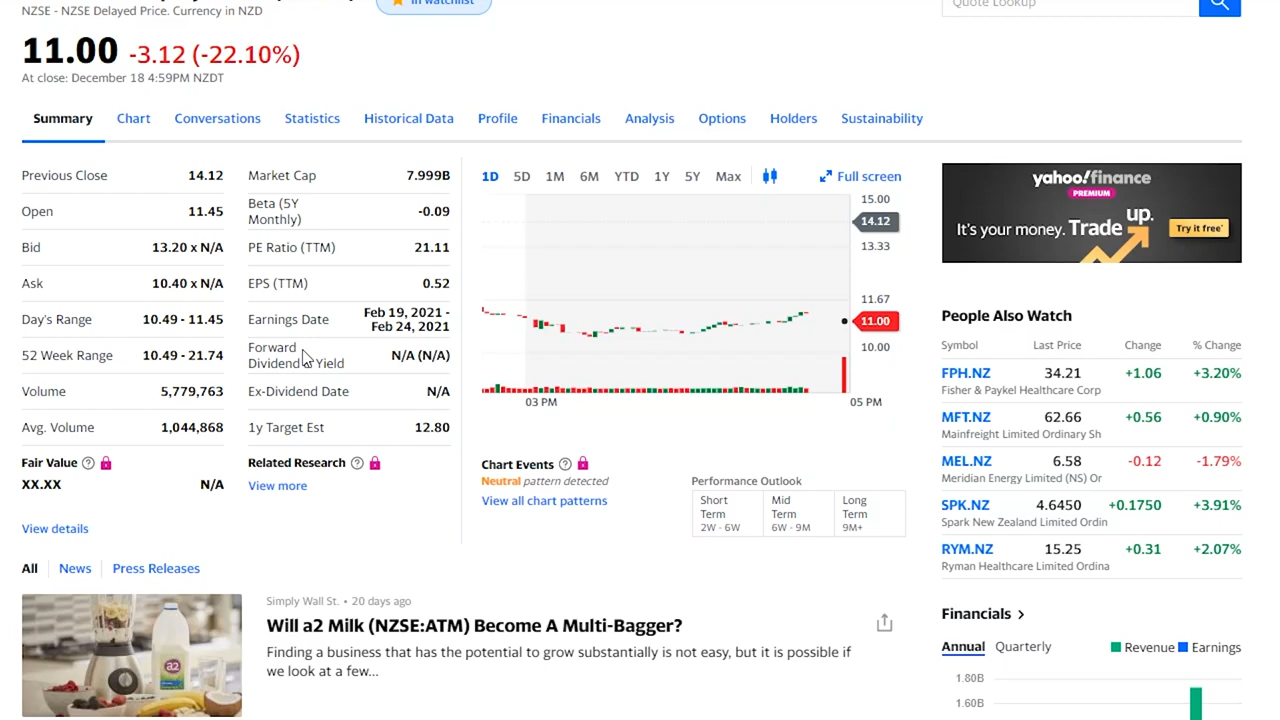 NZSE - NZSE Delayed Price. Currency in NZD
In watchlist
Quote Lookup
11.00 -3.12 (-22.10%)
At close: December 18 4:59PM NZDT
Summary Chart Conversations Statistics Historical Data Profile Financials Analysis Options Holders Sustainability
Previous Close 14.12
Open 11.45
Bid 13.20 x N/A
Ask 10.40 x N/A
Day's Range 10.49 - 11.45
52 Week Range 10.49 - 21.74
Volume 5,779,763
Avg. Volume 1,044,868
Market Cap 7.999B
Beta (5Y
Monthly) -0.09
PE Ratio (TTM) 21.11
EPS (TTM) 0.52
Earnings Date Feb 19, 2021 -
Feb 24, 2021
Forward
Dividend & Yield N/A (N/A)
Ex-Dividend Date N/A
1y Target Est 12.80
Fair Value
XX.XX N/A
View details
Related Research
View more
1D 5D 1M 6M YTD 1Y 5Y Max Full screen
15.00
14.12
13.33
11.67
11.00
10.00
03 PM 05 PM
Chart Events
Neutral pattern detected
View all chart patterns
Performance Outlook
Short
Term
2W - 6W
Mid
Term
6W - 9M
Long
Term
9M+
yahoo!finance
PREMIUM
It's your money. Trade up.
Try it free*
People Also Watch
Symbol Last Price Change % Change
FPH.NZ 34.21 +1.06 +3.20%
Fisher & Paykel Healthcare Corp
MFT.NZ 62.66 +0.56 +0.90%
Mainfreight Limited Ordinary Sh
MEL.NZ 6.58 -0.12 -1.79%
Meridian Energy Limited (NS) Or
SPK.NZ 4.6450 +0.1750 +3.91%
Spark New Zealand Limited Ordin
RYM.NZ 15.25 +0.31 +2.07%
Ryman Healthcare Limited Ordina
Financials
Annual Quarterly Revenue Earnings
1.80B
1.60B
All News Press Releases
a2
Simply Wall St. • 20 days ago
Will a2 Milk (NZSE:ATM) Become A Multi-Bagger?
Finding a business that has the potential to grow substantially is not easy, but it is possible if
we look at a few...